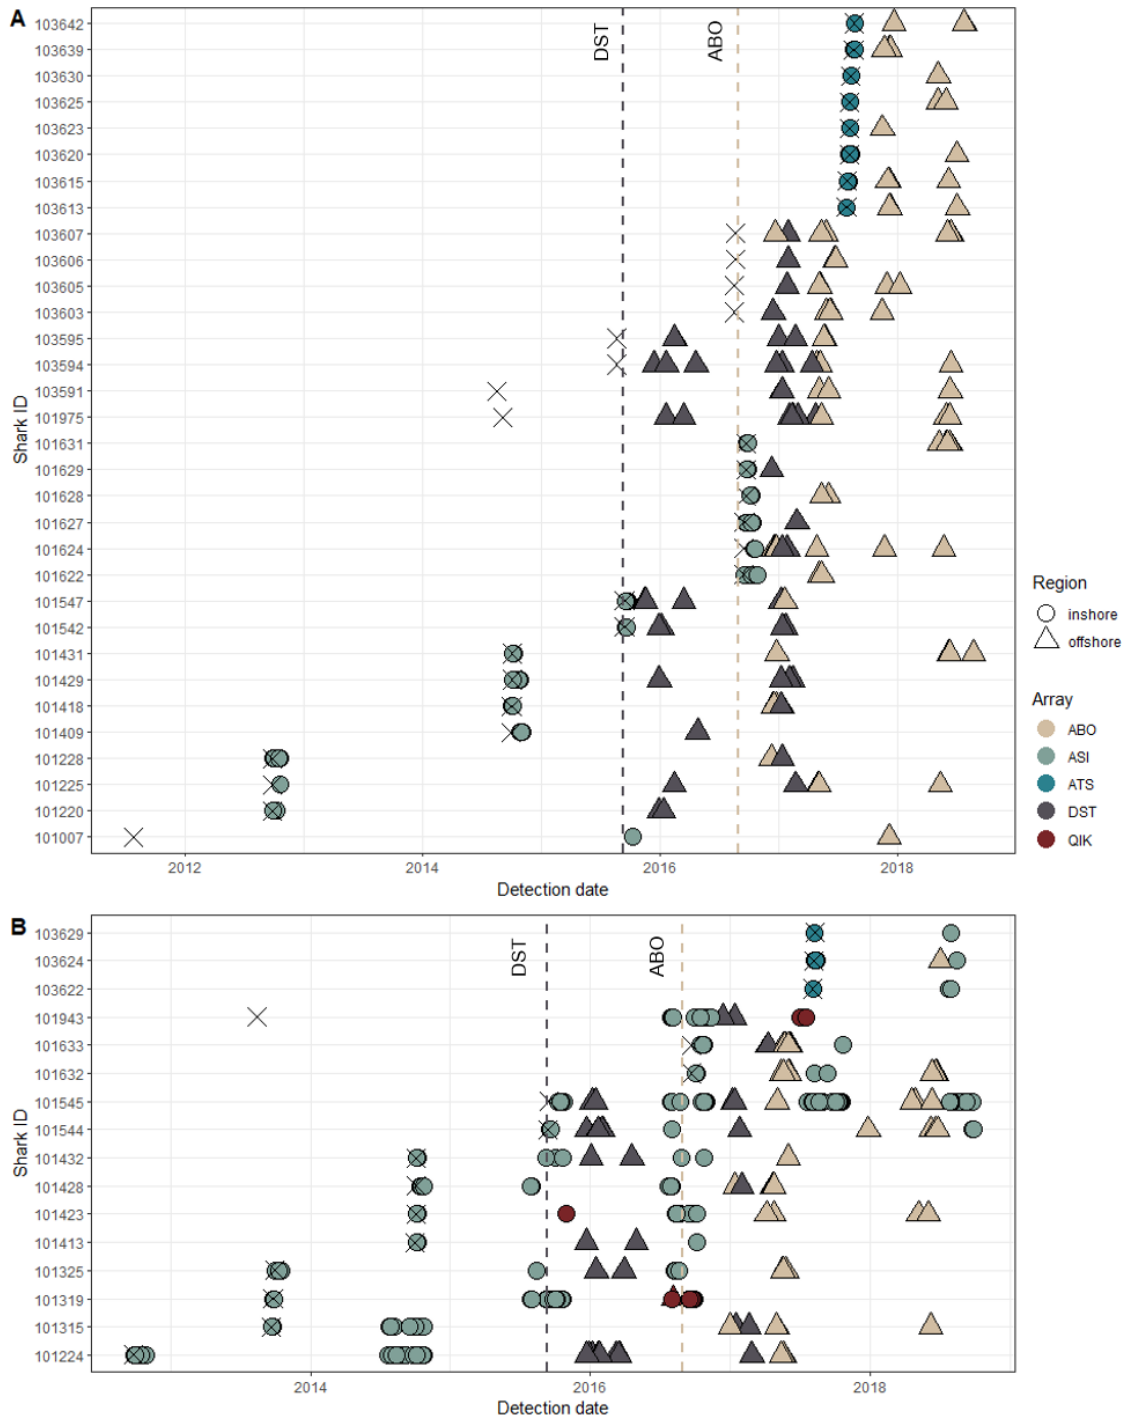 A
DST
ABO
103642
103639
103630
103625
103623
103620
103615
103613
103607
103606
103605
103603
103595
103594
103591
101975
101631
101629
101628
101627
101624
101622
101547
101542
101431
101429
101418
101409
101228
101225
101220
101007
Shark ID
2012
2014
2016
2018
Detection date
Region
inshore
offshore
Array
ABO
ASI
ATS
DST
QIK
B
DST
ABO
103629
103624
103622
101943
101633
101632
101545
101544
101432
101428
101423
101413
101325
101319
101315
101224
Shark ID
2014
2016
2018
Detection date